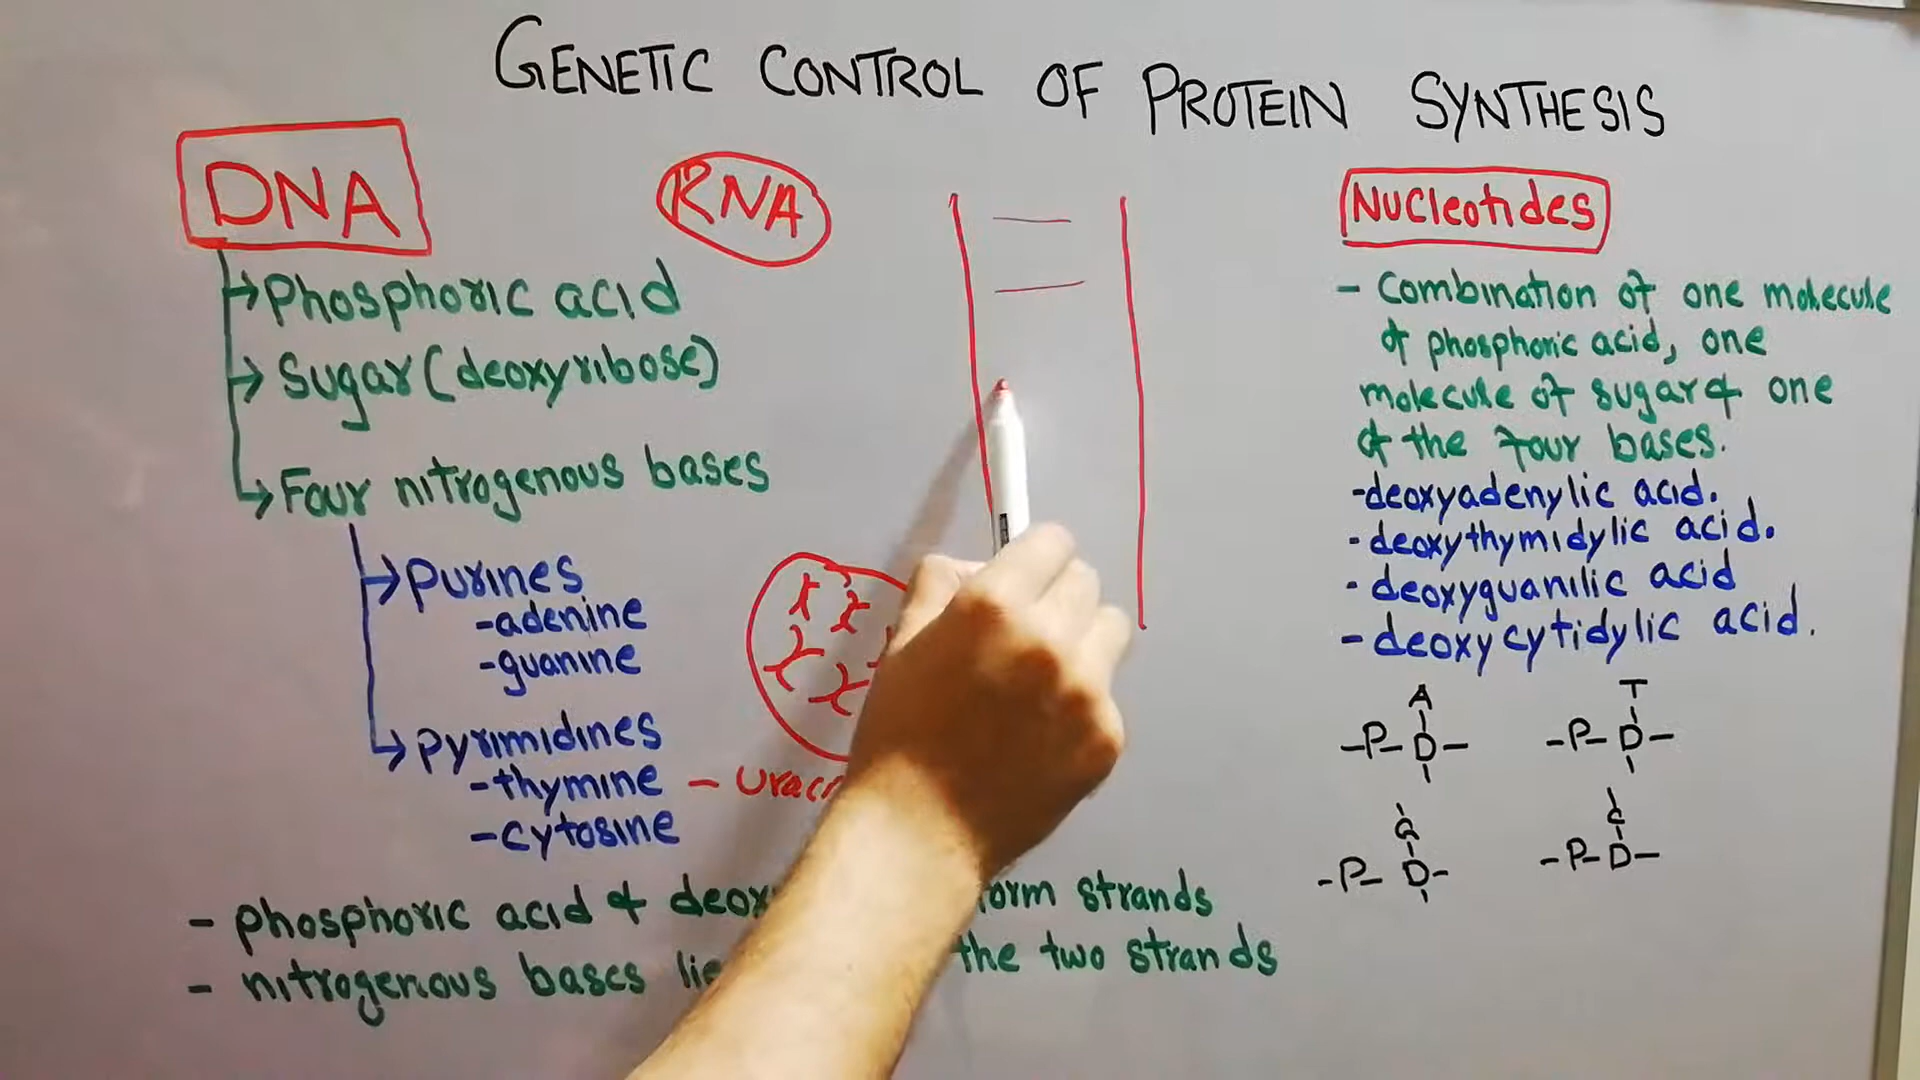 GENETIC CONTROL OF PROTEIN SYNTHESIS
DNA
Phosphoric acid
Sugar (deoxyribose)
Four nitrogenous bases
purines
-adenine
-guanine
pyrimidines
-thymine -
-cytosine
- phosphoric acid & strands
- nitrogenous bases the two strands
RNA
Nucleotides
- combination of one molecule
of phosphoric acid, one
molecule of sugar & one
of the four bases.
-deoxyadenylic acid.
-deoxythymidylic acid.
-deoxyguanilic acid
-deoxycytidylic acid.
A
-P-D-
T
-P-D-
G
-P-D-
C
-P-D-